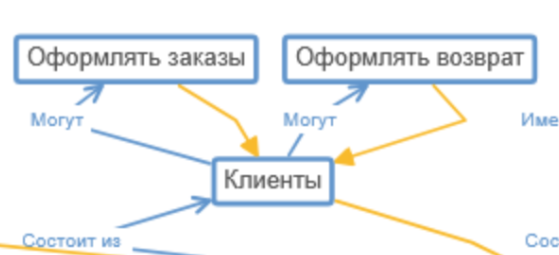 Оформлять заказы
Оформлять возврат
Могут
Могут
Клиенты
Состоит из